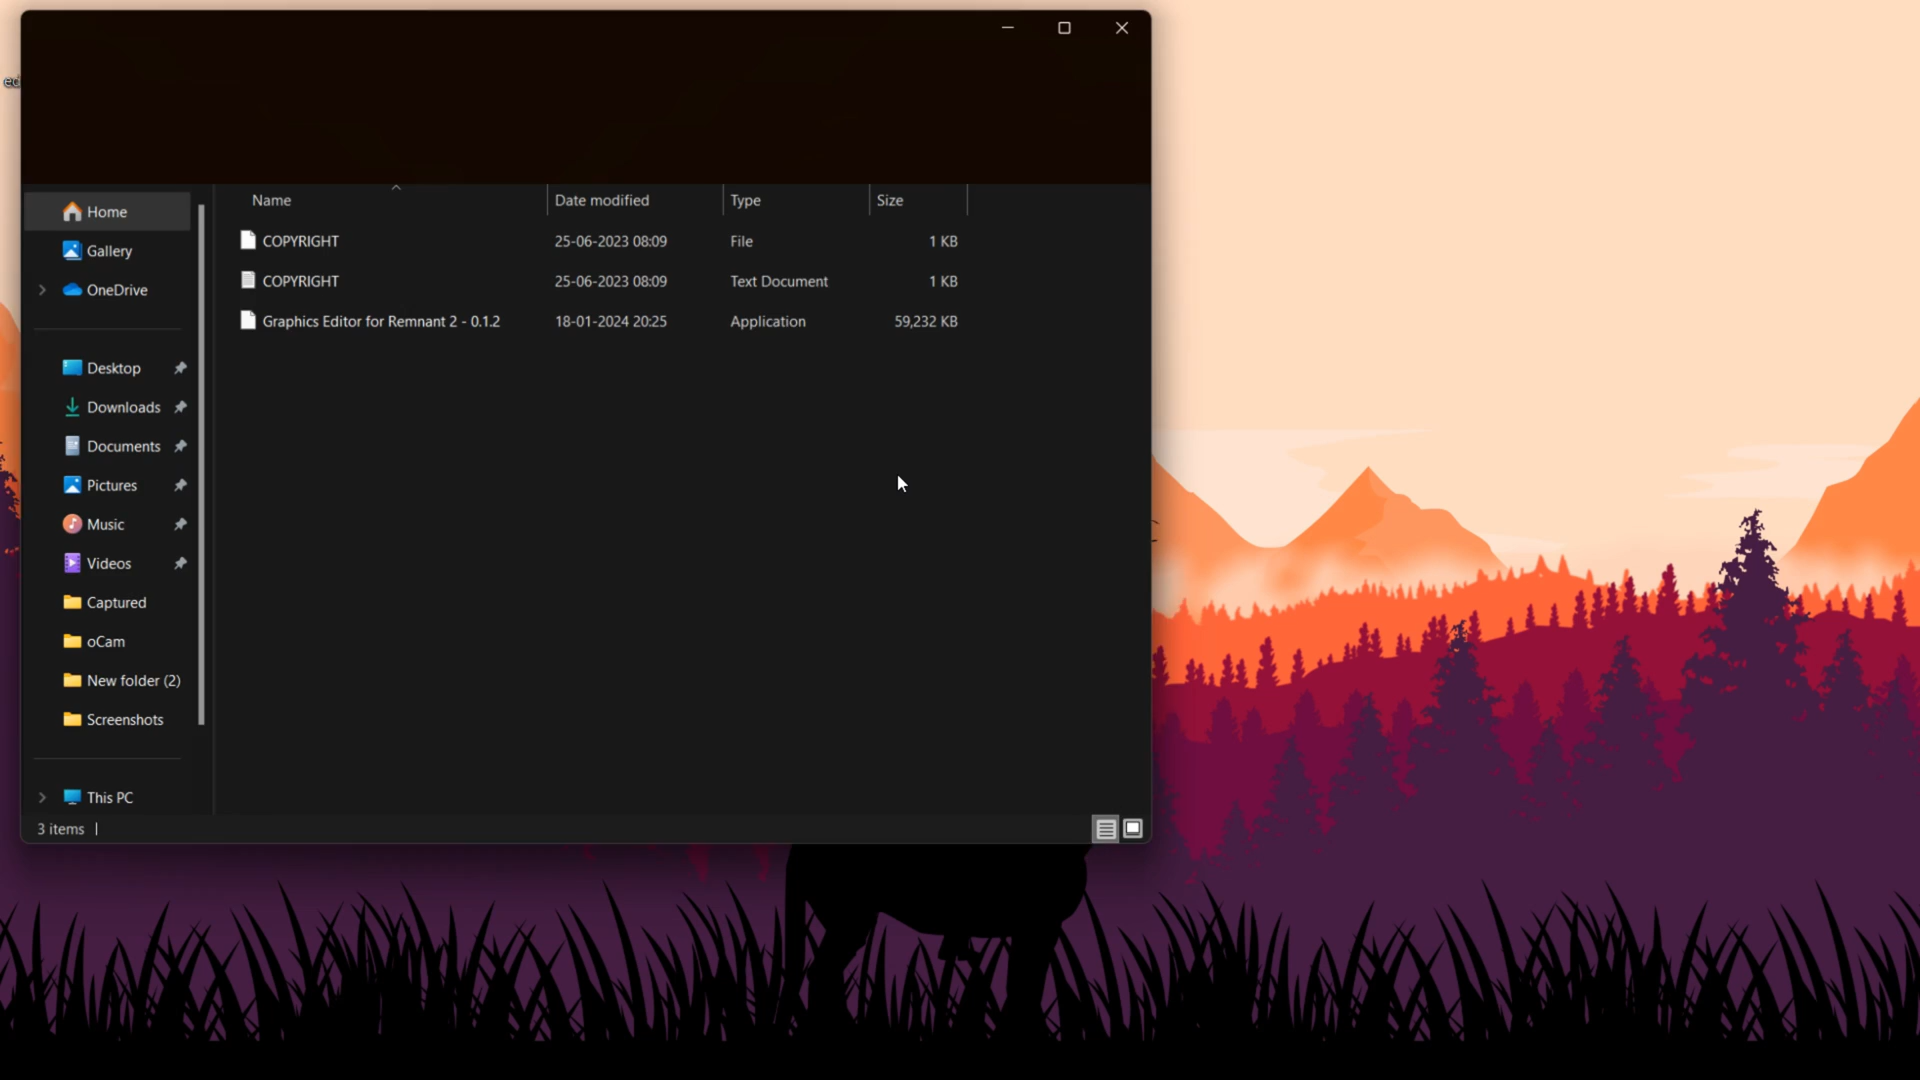 Name Date modified Type Size
COPYRIGHT 25-06-2023 08:09 File 1 KB
COPYRIGHT 25-06-2023 08:09 Text Document 1 KB
Graphics Editor for Remnant 2 - 0.1.2 18-01-2024 20:25 Application 59,232 KB
Home
Gallery
OneDrive
Desktop
Downloads
Documents
Pictures
Music
Videos
Captured
oCam
New folder (2)
Screenshots
This PC
3 items